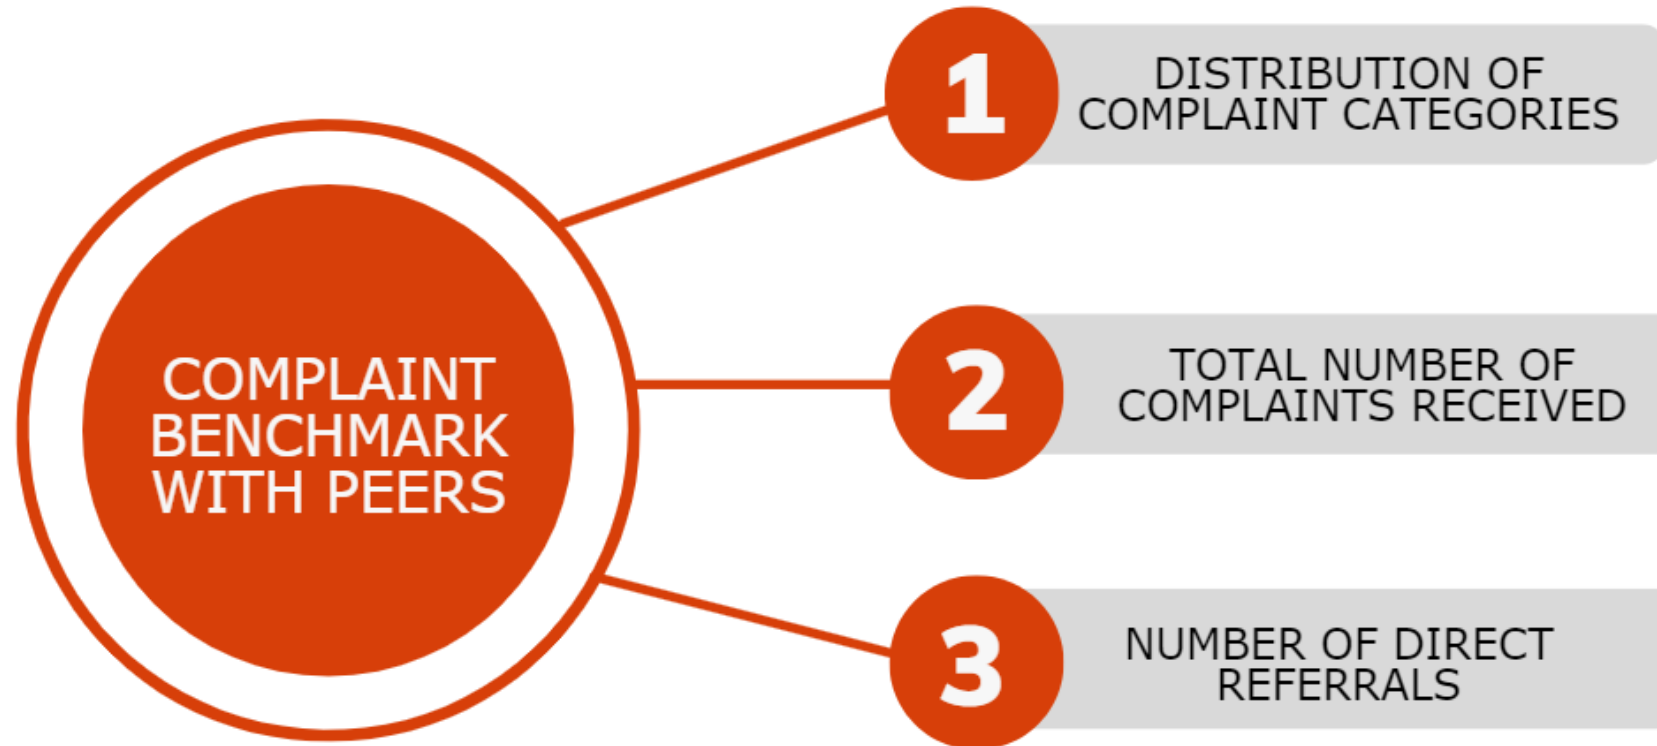 COMPLAINT
BENCHMARK
WITH PEERS
1
DISTRIBUTION OF
COMPLAINT CATEGORIES
2
TOTAL NUMBER OF
COMPLAINTS RECEIVED
3
NUMBER OF DIRECT
REFERRALS